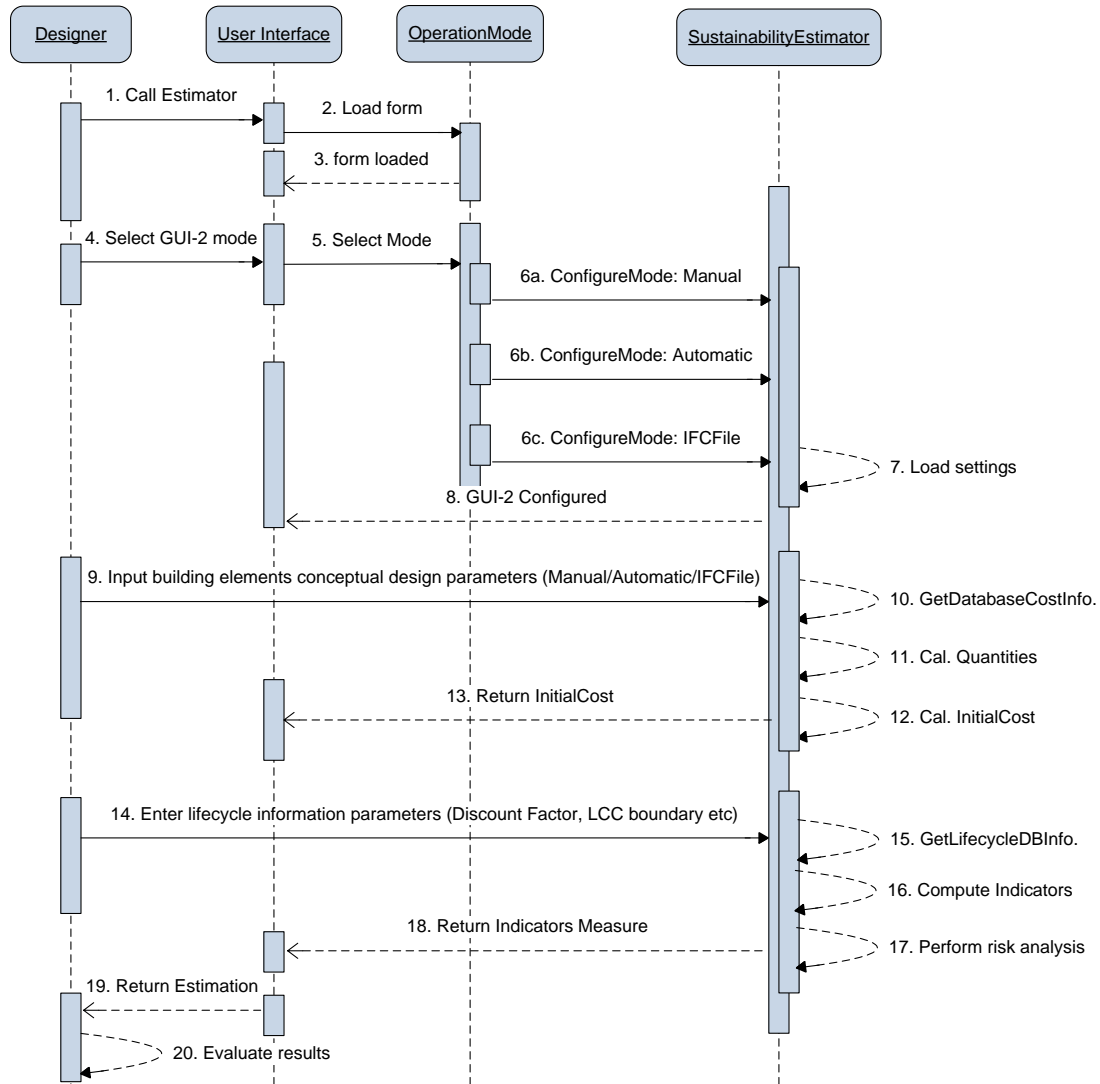 Designer
User Interface
OperationMode
SustainabilityEstimator
1. Call Estimator
2. Load form
3. form loaded
4. Select GUI-2 mode
5. Select Mode
6a. ConfigureMode: Manual
6b. ConfigureMode: Automatic
6c. ConfigureMode: IFCFile
7. Load settings
8. GUI-2 Configured
9. Input building elements conceptual design parameters (Manual/Automatic/IFCFile)
10. GetDatabaseCostInfo.
11. Cal. Quantities
13. Return InitialCost
12. Cal. InitialCost
14. Enter lifecycle information parameters (Discount Factor, LCC boundary etc)
15. GetLifecycleDBInfo.
16. Compute Indicators
18. Return Indicators Measure
17. Perform risk analysis
19. Return Estimation
20. Evaluate results